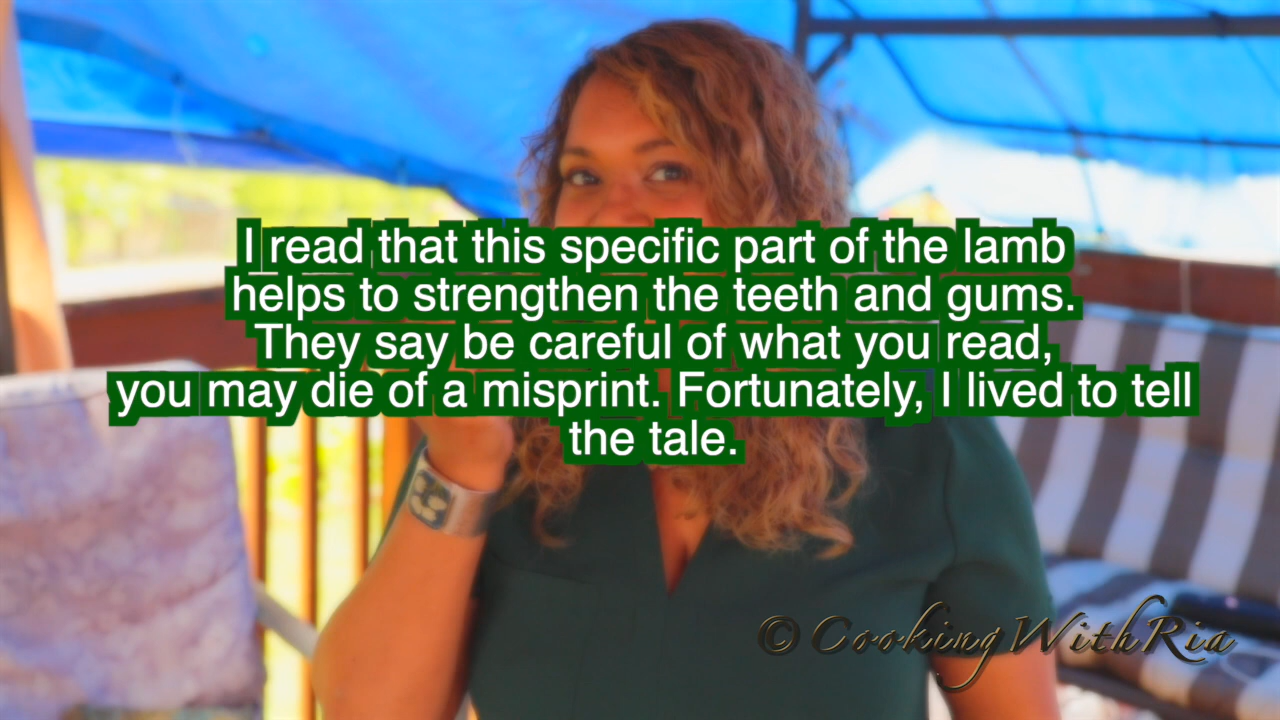 I read that this specific part of the lamb
helps to strengthen the teeth and gums.
They say be careful of what you read,
you may die of a misprint. Fortunately, I lived to tell
the tale.
© CookingWithRia